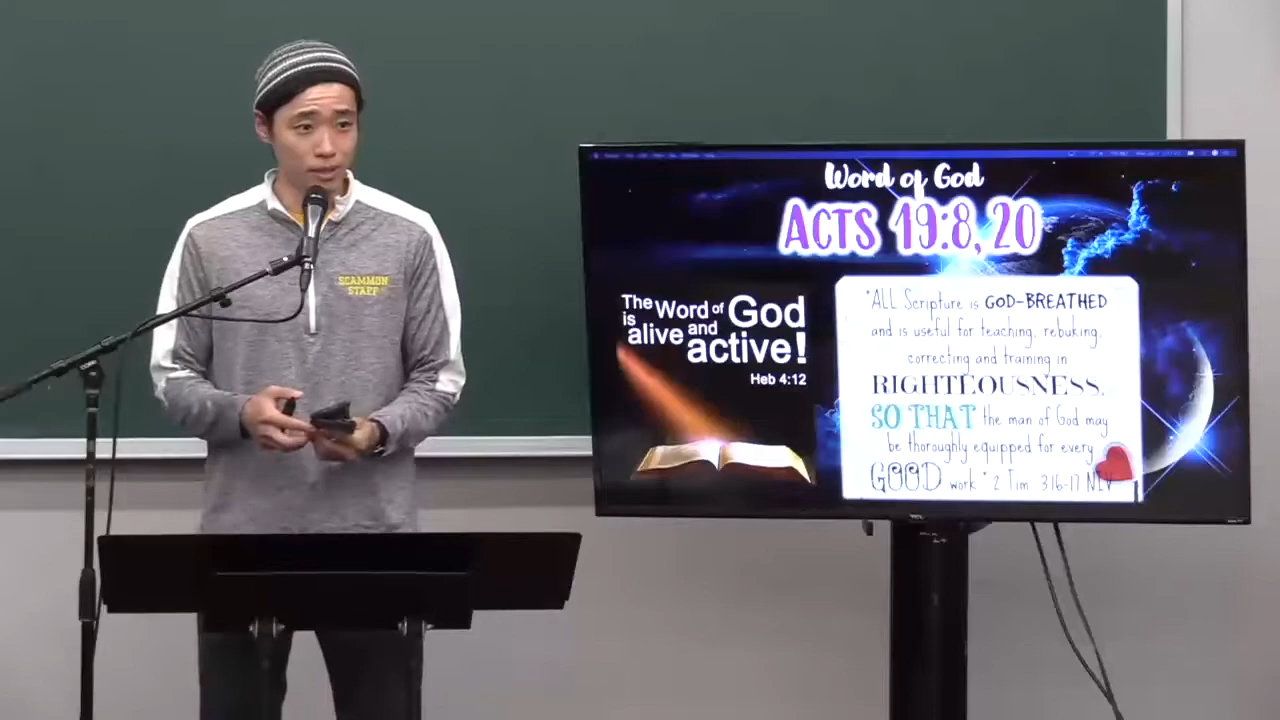 SCAMMON
STAFF
Word of God
ACTS 19:8, 20
The Word of God
is alive and active!
Heb 4:12
"ALL Scripture is GOD-BREATHED
and is useful for teaching, rebuking,
correcting and training in
RIGHTEOUSNESS,
SO THAT the man of God may
be thoroughly equipped for every
GOOD work." 2 Tim. 3:16-17 NIV
TCL